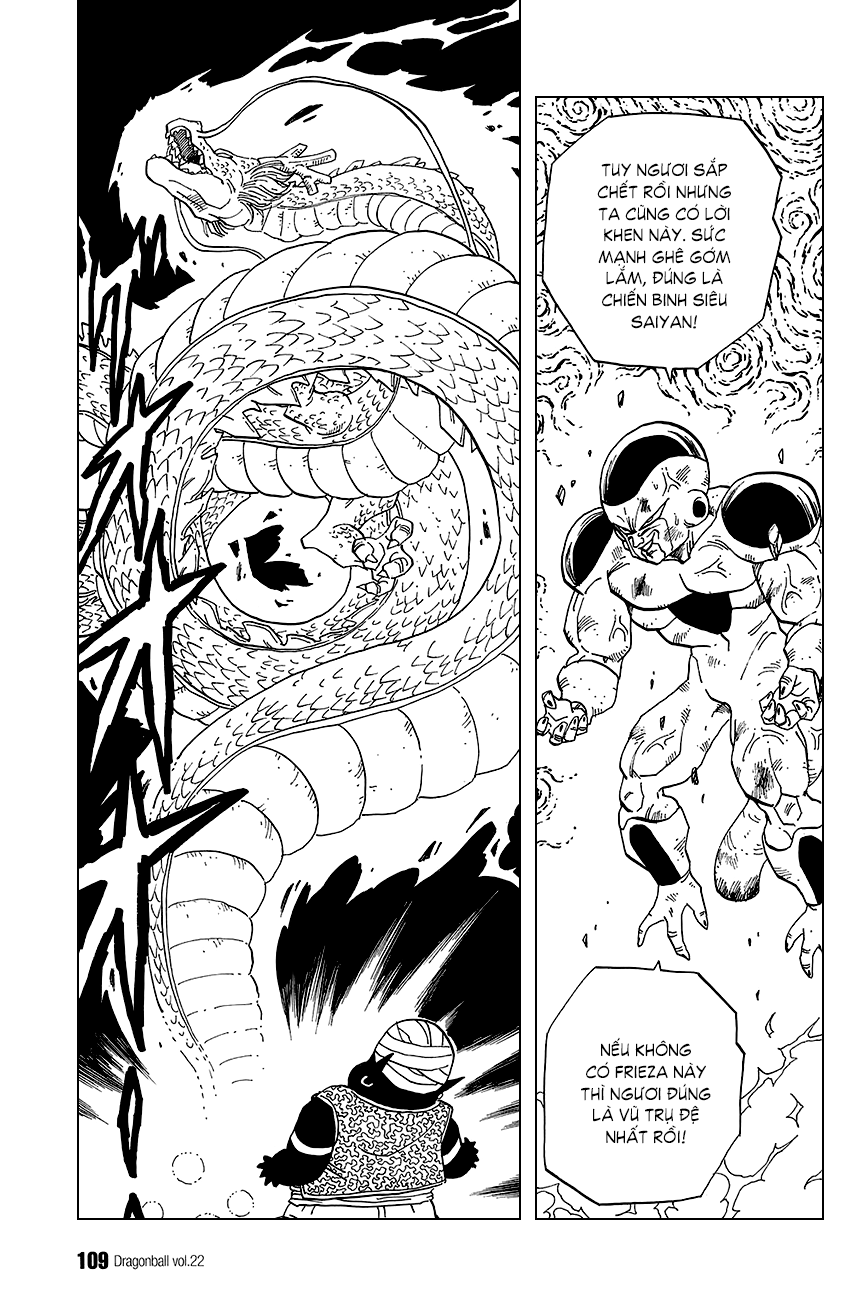 TUY NGƯƠI SẮP
CHẾT RỒI NHƯNG
TA CŨNG CÓ LỜI
KHEN NÀY. SỨC
MẠNH GHÊ GỚM
LẮM, ĐÚNG LÀ
CHIẾN BINH SIÊU
SAIYAN!
NẾU KHÔNG
CÓ FRIEZA NÀY
THÌ NGƯƠI ĐÚNG
LÀ VŨ TRỤ ĐỆ
NHẤT RỒI!
109 Dragonball vol.22